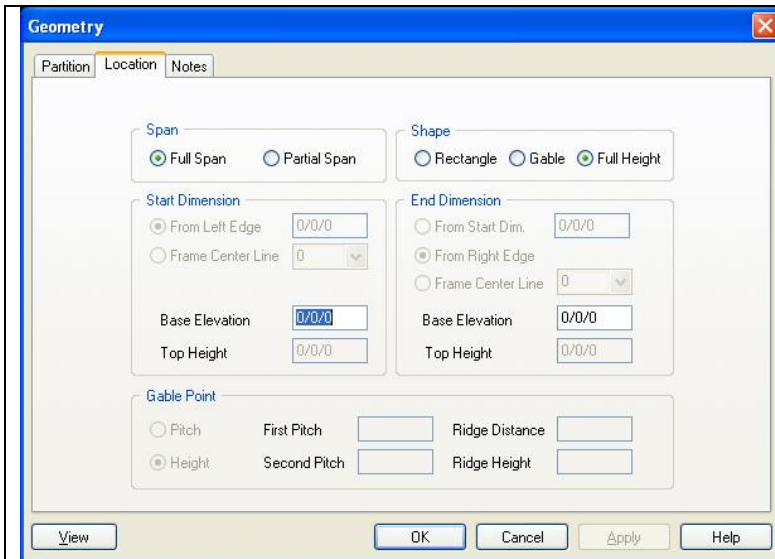 Geometry
Partition Location Notes
Span
Full Span Partial Span
Shape
Rectangle Gable Full Height
Start Dimension
From Left Edge 0/0/0
Frame Center Line 0
Base Elevation 0/0/0
Top Height 0/0/0
End Dimension
From Start Dim. 0/0/0
From Right Edge
Frame Center Line 0
Base Elevation 0/0/0
Top Height 0/0/0
Gable Point
Pitch First Pitch Ridge Distance
Height Second Pitch Ridge Height
View OK Cancel Apply Help